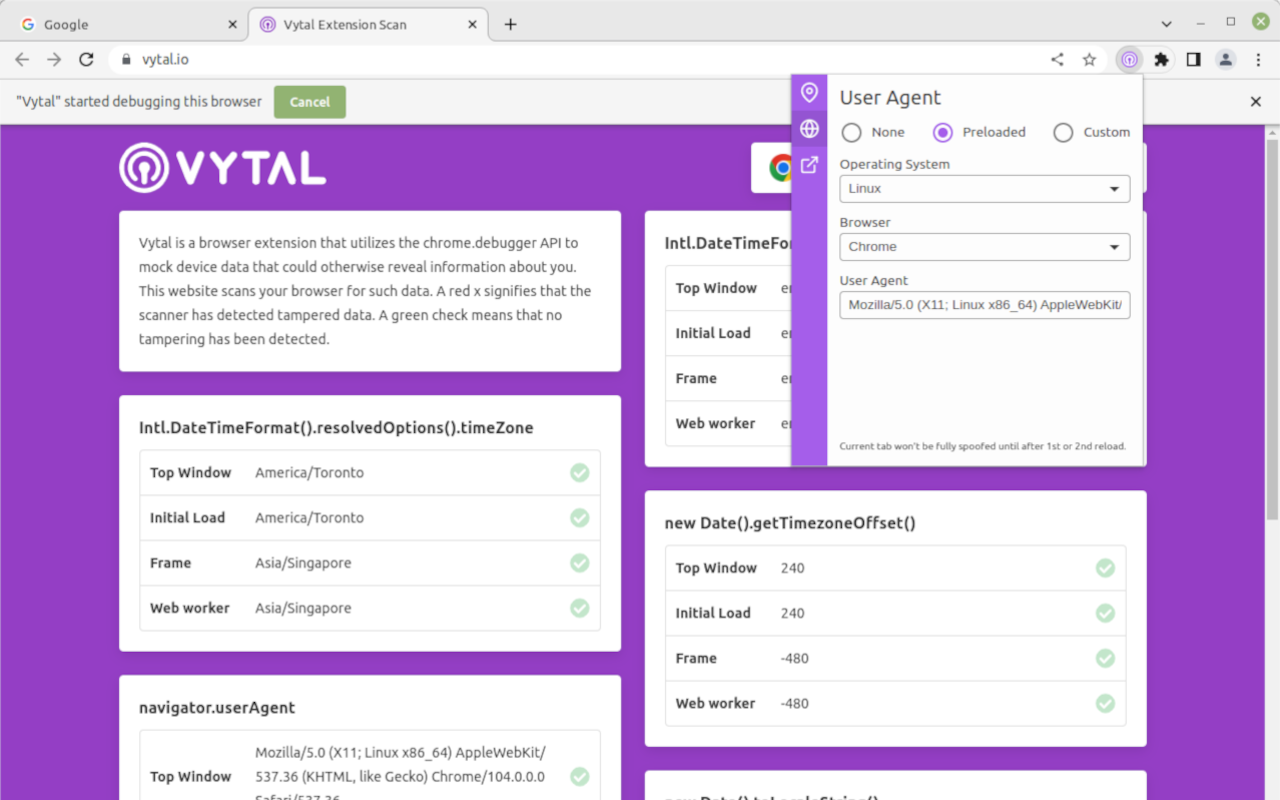 Google
Vytal Extension Scan
vytal.io
"Vytal" started debugging this browser
Cancel
VYTAL
Vytal is a browser extension that utilizes the chrome.debugger API to
mock device data that could otherwise reveal information about you.
This website scans your browser for such data. A red x signifies that the
scanner has detected tampered data. A green check means that no
tampering has been detected.
Intl.DateTimeFormat().resolvedOptions().timeZone
Top Window America/Toronto
Initial Load America/Toronto
Frame Asia/Singapore
Web worker Asia/Singapore
navigator.userAgent
Top Window
Mozilla/5.0 (X11; Linux x86_64) AppleWebKit/
537.36 (KHTML, like Gecko) Chrome/104.0.0.0
Safari/537.36
Intl.DateTimeFor
Top Window
Initial Load
Frame
Web worker
User Agent
None Preloaded Custom
Operating System
Linux
Browser
Chrome
User Agent
Mozilla/5.0 (X11; Linux x86_64) AppleWebKit/
Current tab won't be fully spoofed until after 1st or 2nd reload.
new Date().getTimezoneOffset()
Top Window 240
Initial Load 240
Frame -480
Web worker -480
new Date().toLocaleString()